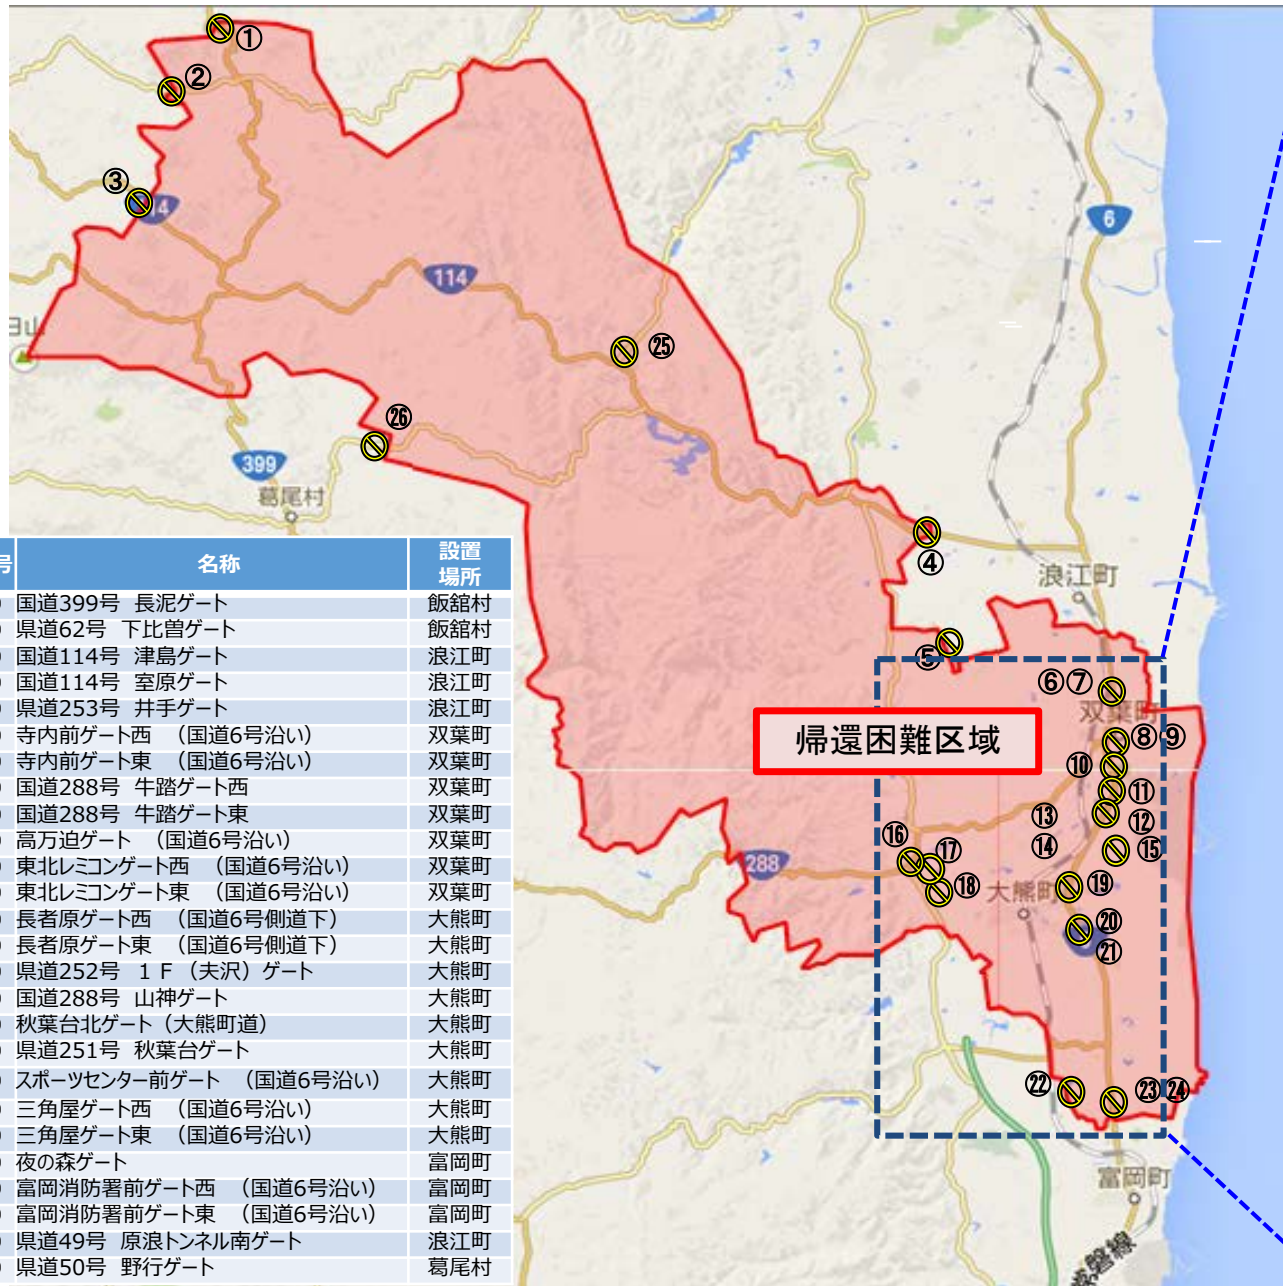 ①
②
③
114
6
114
㉕
㉖
399
葛尾村
④
浪江町
⑤
⑥⑦
双葉町
帰還困難区域
⑧⑨
⑩
⑪
⑬
⑫
⑭
⑮
⑯
⑰
288
⑱
⑲
大熊町
⑳
㉑
㉒
㉓㉔
富岡町
号 名称 設置場所
国道399号 長泥ゲート 飯舘村
県道62号 下比曽ゲート 飯舘村
国道114号 津島ゲート 浪江町
国道114号 室原ゲート 浪江町
県道253号 井手ゲート 浪江町
寺内前ゲート西 （国道6号沿い） 双葉町
寺内前ゲート東 （国道6号沿い） 双葉町
国道288号 牛踏ゲート西 双葉町
国道288号 牛踏ゲート東 双葉町
高万迫ゲート （国道6号沿い） 双葉町
東北レミコンゲート西 （国道6号沿い） 双葉町
東北レミコンゲート東 （国道6号沿い） 双葉町
長者原ゲート西 （国道6号側道下） 大熊町
長者原ゲート東 （国道6号側道下） 大熊町
県道252号 １Ｆ（夫沢）ゲート 大熊町
国道288号 山神ゲート 大熊町
秋葉台北ゲート（大熊町道） 大熊町
県道251号 秋葉台ゲート 大熊町
スポーツセンター前ゲート （国道6号沿い） 大熊町
三角屋ゲート西 （国道6号沿い） 大熊町
三角屋ゲート東 （国道6号沿い） 大熊町
夜の森ゲート 富岡町
富岡消防署前ゲート西 （国道6号沿い） 富岡町
富岡消防署前ゲート東 （国道6号沿い） 富岡町
県道49号 原浪トンネル南ゲート 浪江町
県道50号 野行ゲート 葛尾村